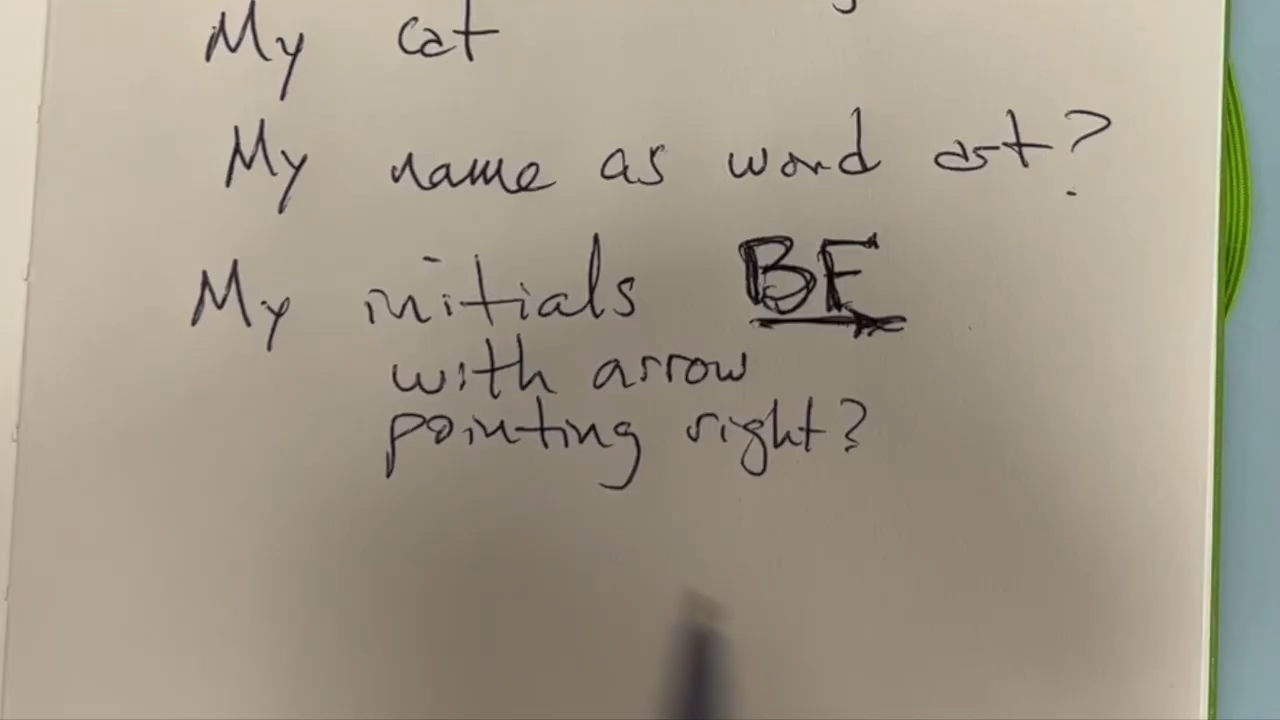 My cat
My name as word art?
My initials BE
with arrow
pointing right?